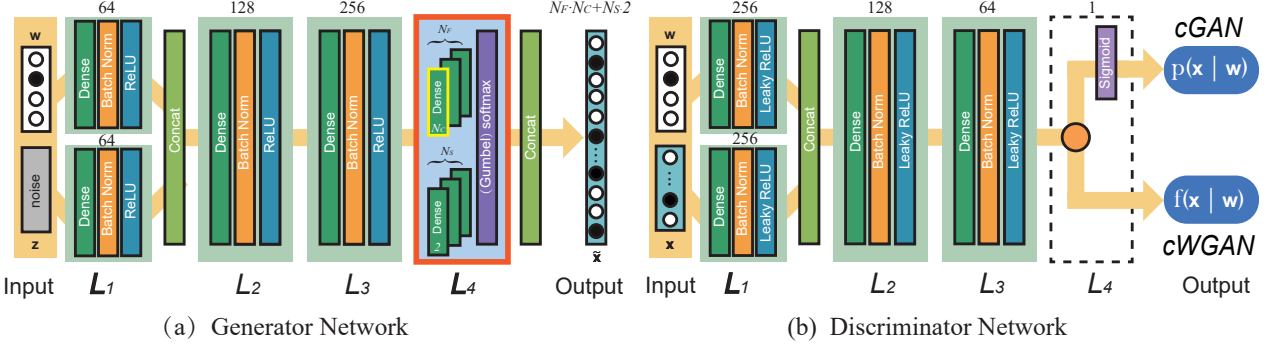 64
128
256
N_F·N_C+N_S·2
w
noise
z
Dense
Batch Norm
ReLU
64
Dense
Batch Norm
ReLU
Concat
Dense
Batch Norm
ReLU
Dense
Batch Norm
ReLU
N_F
Dense
N_C
N_S
Dense
2
(Gumbel) softmax
Concat
x̃
Input
L1
L2
L3
L4
Output
(a) Generator Network
256
128
64
1
w
x
Dense
Batch Norm
Leaky ReLU
256
Dense
Batch Norm
Leaky ReLU
Concat
Dense
Batch Norm
Leaky ReLU
Dense
Batch Norm
Leaky ReLU
Sigmoid
cGAN
p(x | w)
f(x | w)
cWGAN
Input
L1
L2
L3
L4
Output
(b) Discriminator Network